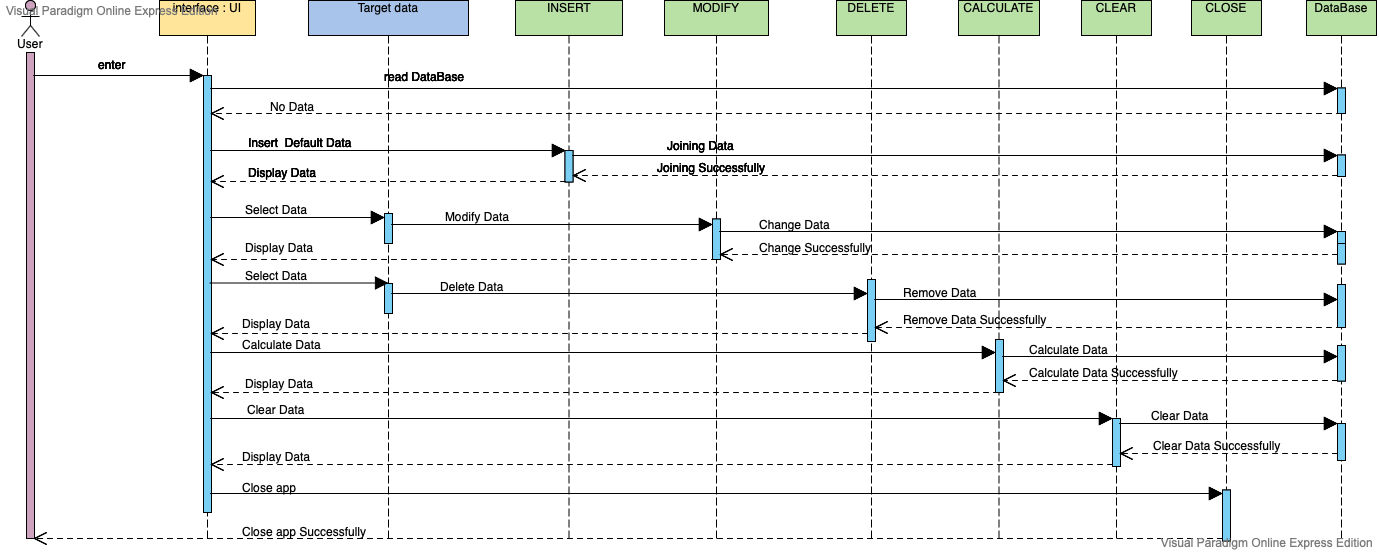 Visual Paradigm Online Express Edition
interface : UI
Target data
INSERT
MODIFY
DELETE
CALCULATE
CLEAR
CLOSE
DataBase
User
enter
read DataBase
No Data
Insert Default Data
Joining Data
Joining Successfully
Display Data
Select Data
Modify Data
Change Data
Display Data
Change Successfully
Select Data
Delete Data
Remove Data
Display Data
Remove Data Successfully
Calculate Data
Calculate Data
Display Data
Calculate Data Successfully
Clear Data
Clear Data
Display Data
Clear Data Successfully
Close app
Close app Successfully
Visual Paradigm Online Express Edition